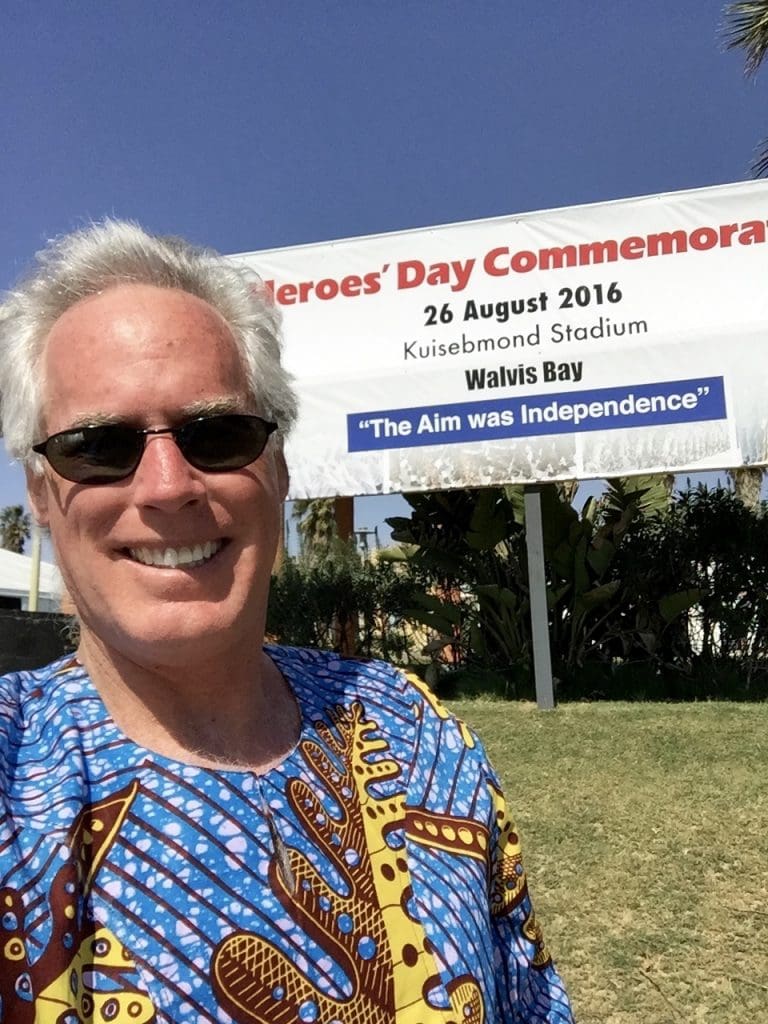 Heroes' Day Commemora
26 August 2016
Kuisebmond Stadium
Walvis Bay
"The Aim was Independence"